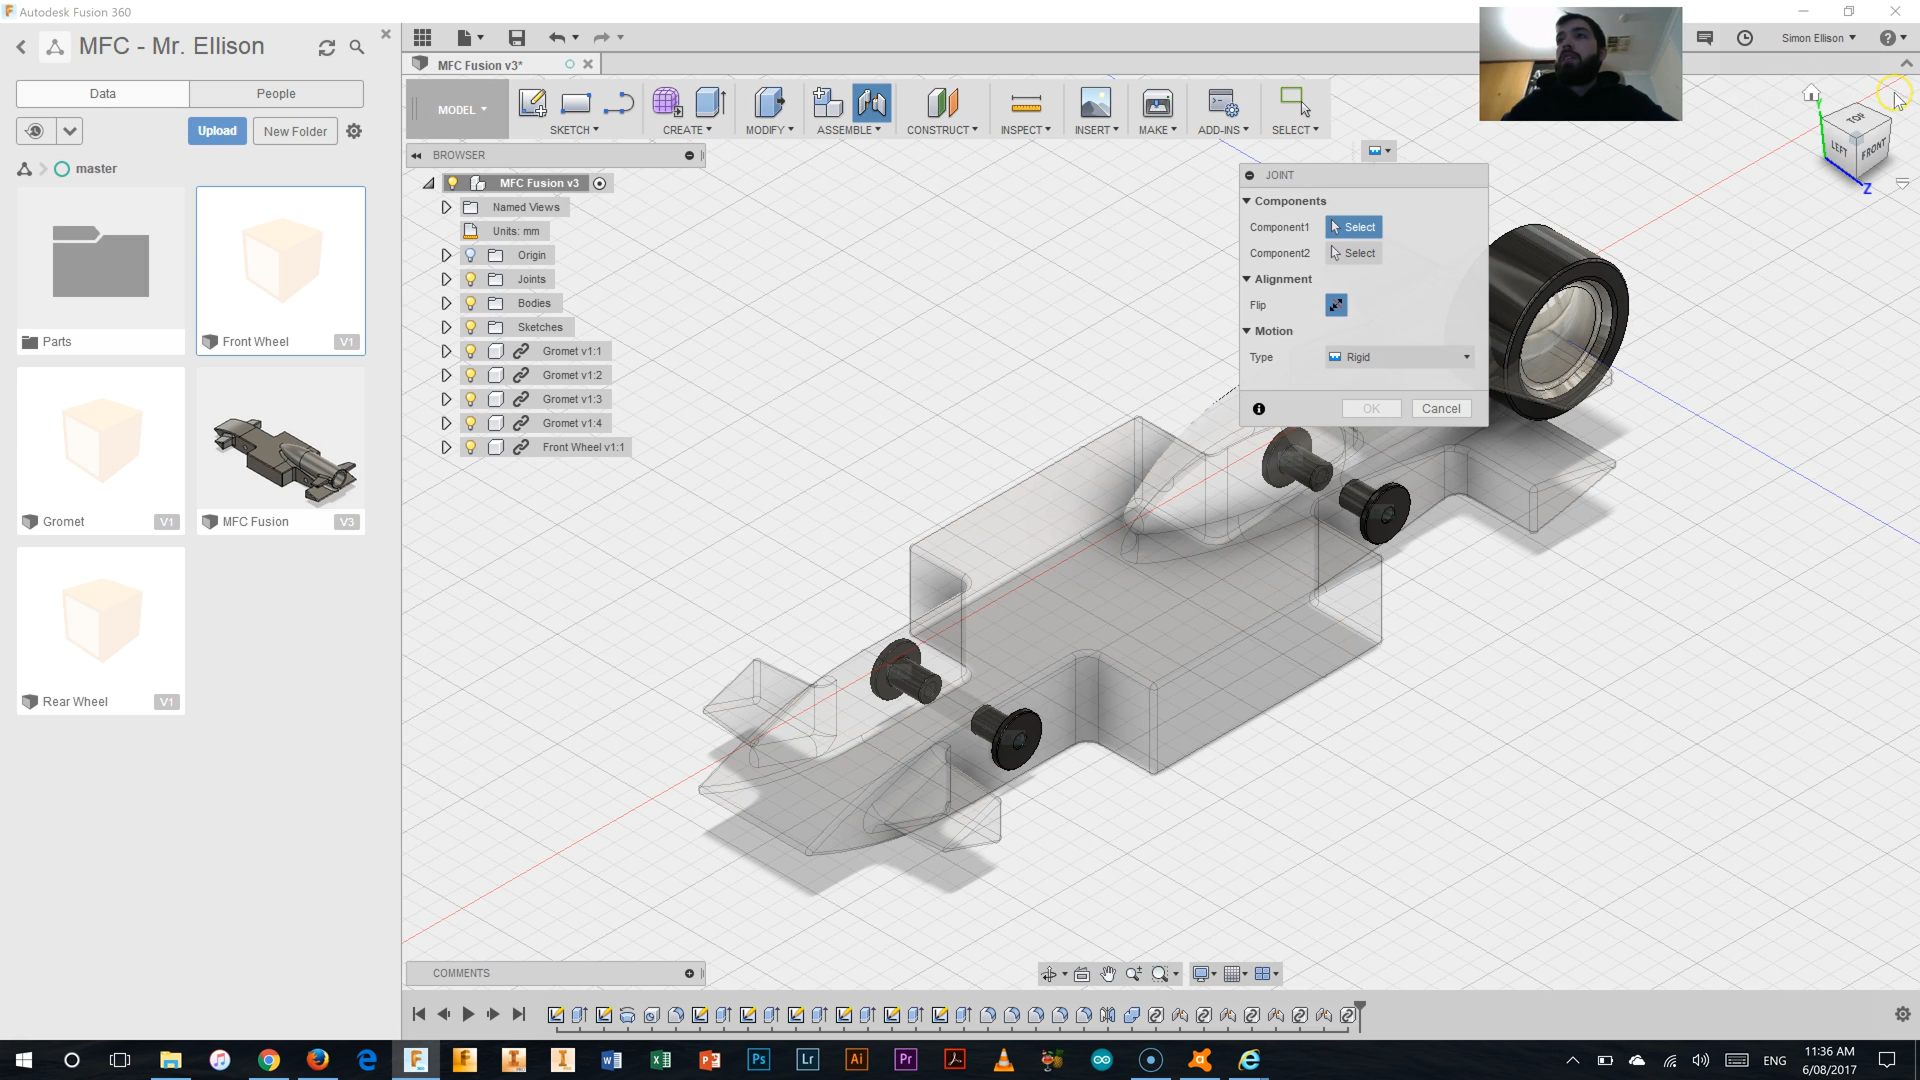 Autodesk Fusion 360
MFC - Mr. Ellison
Data
People
Upload
New Folder
master
Parts
Front Wheel
V1
Gromet
V1
MFC Fusion
V3
Rear Wheel
V1
MFC Fusion v3*
Simon Ellison
MODEL
SKETCH
CREATE
MODIFY
ASSEMBLE
CONSTRUCT
INSPECT
INSERT
MAKE
ADD-INS
SELECT
BROWSER
MFC Fusion v3
Named Views
Units: mm
Origin
Joints
Bodies
Sketches
Gromet v1:1
Gromet v1:2
Gromet v1:3
Gromet v1:4
Front Wheel v1:1
JOINT
Components
Component1
Select
Component2
Select
Alignment
Flip
Motion
Type
Rigid
OK
Cancel
TOP
LEFT
FRONT
Y
Z
COMMENTS
Ps
Lr
Ai
Pr
ENG
11:36 AM
6/08/2017